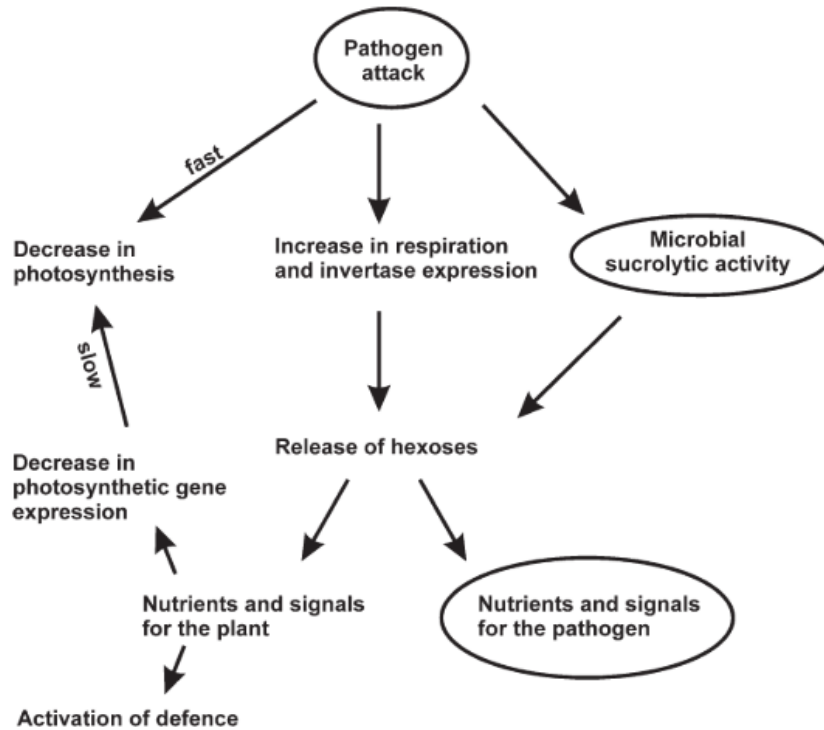 Pathogen
attack
fast
Decrease in
photosynthesis
Increase in respiration
and invertase expression
Microbial
sucrolytic activity
slow
Release of hexoses
Decrease in
photosynthetic gene
expression
Nutrients and signals
for the plant
Nutrients and signals
for the pathogen
Activation of defence